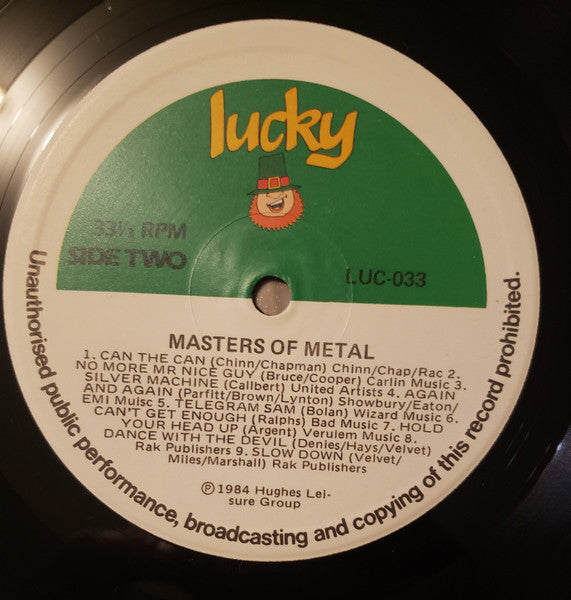 lucky
33⅓ RPM
SIDE TWO
LUC-033
MASTERS OF METAL
1. CAN THE CAN (Chinn/Chapman) Chinn/Chap/Rac 2.
NO MORE MR NICE GUY (Bruce/Cooper) Carlin Music 3.
SILVER MACHINE (Callbert) United Artists 4. AGAIN
AND AGAIN (Parfitt/Brown/Lynton) Showbury/Eaton/
EMI Muisc 5. TELEGRAM SAM (Bolan) Wizard Music 6.
CAN'T GET ENOUGH (Ralphs) Bad Music 7. HOLD
YOUR HEAD UP (Argent) Verulem Music 8.
DANCE WITH THE DEVIL (Denies/Hays/Velvet)
Rak Publishers 9. SLOW DOWN (Velvet/
Miles/Marshall) Rak Publishers
Ⓟ 1984 Hughes Lei-
sure Group
Unauthorised public performance, broadcasting and copying of this record prohibited.